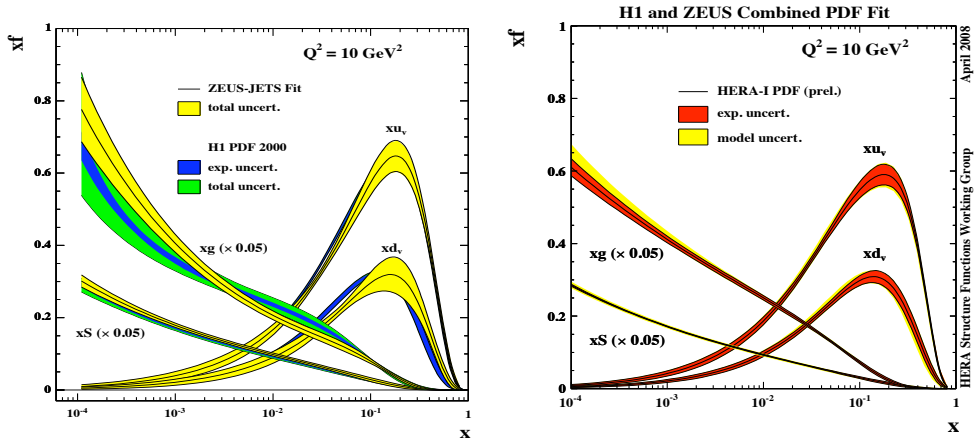 xf
1
0.8
0.6
0.4
0.2
0
Q² = 10 GeV²
ZEUS-JETS Fit
total uncert.
H1 PDF 2000
exp. uncert.
total uncert.
xuᵥ
xdᵥ
xg (× 0.05)
xS (× 0.05)
10⁻⁴ 10⁻³ 10⁻² 10⁻¹ 1
x
H1 and ZEUS Combined PDF Fit
xf
1
0.8
0.6
0.4
0.2
0
Q² = 10 GeV²
HERA-I PDF (prel.)
exp. uncert.
model uncert.
xuᵥ
xdᵥ
xg (× 0.05)
xS (× 0.05)
10⁻⁴ 10⁻³ 10⁻² 10⁻¹ 1
x
HERA Structure Functions Working Group April 2008